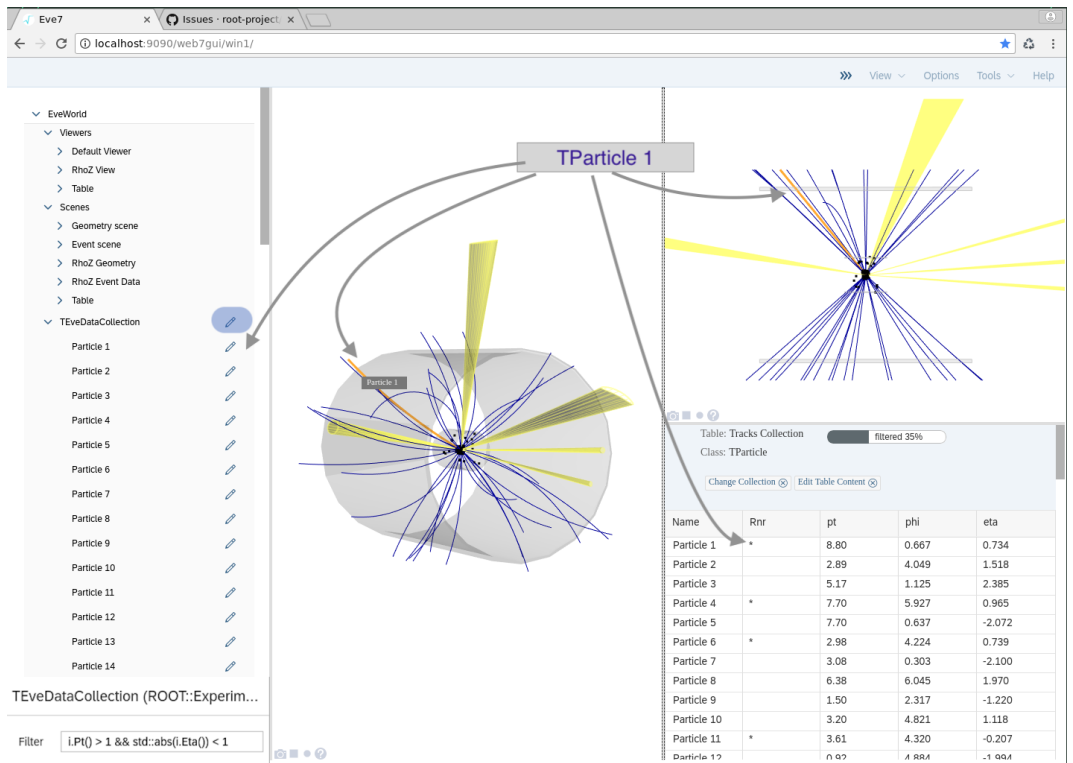 Eve7
Issues · root-project
localhost:9090/web7gui/win1/
View Options Tools Help
EveWorld
Viewers
Default Viewer
RhoZ View
Table
Scenes
Geometry scene
Event scene
RhoZ Geometry
RhoZ Event Data
Table
TEveDataCollection
Particle 1
Particle 2
Particle 3
Particle 4
Particle 5
Particle 6
Particle 7
Particle 8
Particle 9
Particle 10
Particle 11
Particle 12
Particle 13
Particle 14
TEveDataCollection (ROOT::Experim...
Filter i.Pt() > 1 && std::abs(i.Eta()) < 1
TParticle 1
Particle 1
Table: Tracks Collection filtered 35%
Class: TParticle
Change Collection Edit Table Content
Name Rnr pt phi eta
Particle 1 * 8.80 0.667 0.734
Particle 2 2.89 4.049 1.518
Particle 3 5.17 1.125 2.385
Particle 4 * 7.70 5.927 0.965
Particle 5 7.70 0.637 -2.072
Particle 6 * 2.98 4.224 0.739
Particle 7 3.08 0.303 -2.100
Particle 8 6.38 6.045 1.970
Particle 9 1.50 2.317 -1.220
Particle 10 3.20 4.821 1.118
Particle 11 * 3.61 4.320 -0.207
Particle 12 0.92 4.884 -1.994